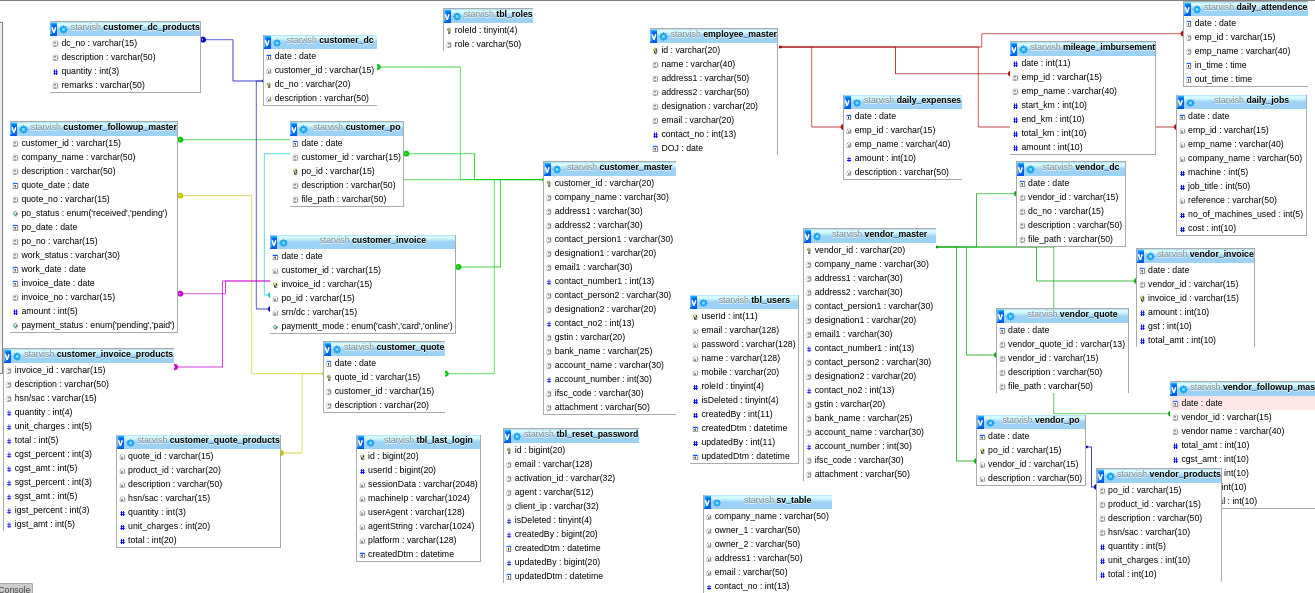 starvish customer_dc_products
dc_no : varchar(15)
description : varchar(50)
quantity : int(3)
remarks : varchar(50)
starvish customer_dc
date : date
customer_id : varchar(15)
dc_no : varchar(20)
description : varchar(50)
starvish tbl_roles
roleId : tinyint(4)
role : varchar(50)
starvish employee_master
id : varchar(20)
name : varchar(40)
address1 : varchar(50)
address2 : varchar(50)
designation : varchar(20)
email : varchar(20)
contact_no : int(13)
DOJ : date
starvish daily_attendence
date : date
emp_id : varchar(15)
emp_name : varchar(40)
in_time : time
out_time : time
starvish mileage_imbursement
date : int(11)
emp_id : varchar(15)
emp_name : varchar(40)
start_km : int(10)
end_km : int(10)
total_km : int(10)
amount : int(10)
starvish daily_expenses
date : date
emp_id : varchar(15)
emp_name : varchar(40)
amount : int(10)
description : varchar(50)
starvish daily_jobs
date : date
emp_id : varchar(15)
emp_name : varchar(40)
company_name : varchar(50)
machine : int(5)
job_title : int(50)
reference : varchar(50)
no_of_machines_used : int(5)
cost : int(10)
starvish customer_followup_master
customer_id : varchar(15)
company_name : varchar(50)
description : varchar(50)
quote_date : date
quote_no : varchar(15)
po_status : enum('received','pending')
po_date : date
po_no : varchar(15)
work_status : varchar(30)
work_date : date
invoice_date : date
invoice_no : varchar(15)
amount : int(5)
payment_status : enum('pending','paid')
starvish customer_po
date : date
customer_id : varchar(15)
po_id : varchar(15)
description : varchar(50)
file_path : varchar(50)
starvish customer_master
customer_id : varchar(20)
company_name : varchar(30)
address1 : varchar(30)
address2 : varchar(30)
contact_persion1 : varchar(30)
designation1 : varchar(20)
email1 : varchar(30)
contact_number1 : int(13)
contact_person2 : varchar(30)
designation2 : varchar(20)
contact_no2 : int(13)
gstin : varchar(20)
bank_name : varchar(25)
account_name : varchar(30)
account_number : int(30)
ifsc_code : varchar(30)
attachment : varchar(50)
starvish vendor_dc
date : date
vendor_id : varchar(15)
dc_no : varchar(15)
description : varchar(50)
file_path : varchar(50)
starvish customer_invoice
date : date
customer_id : varchar(15)
invoice_id : varchar(15)
po_id : varchar(15)
srn/dc : varchar(15)
paymentt_mode : enum('cash','card','online')
starvish vendor_master
vendor_id : varchar(20)
company_name : varchar(30)
address1 : varchar(30)
address2 : varchar(30)
contact_persion1 : varchar(30)
designation1 : varchar(20)
email1 : varchar(30)
contact_number1 : int(13)
contact_person2 : varchar(30)
designation2 : varchar(20)
contact_no2 : int(13)
gstin : varchar(20)
bank_name : varchar(25)
account_name : varchar(30)
account_number : int(30)
ifsc_code : varchar(30)
attachment : varchar(50)
starvish vendor_invoice
date : date
vendor_id : varchar(15)
invoice_id : varchar(15)
amount : int(10)
gst : int(10)
total_amt : int(10)
starvish tbl_users
userId : int(11)
email : varchar(128)
password : varchar(128)
name : varchar(128)
mobile : varchar(20)
roleId : tinyint(4)
isDeleted : tinyint(4)
createdBy : int(11)
createdDtm : datetime
updatedBy : int(11)
updatedDtm : datetime
starvish vendor_quote
date : date
vendor_quote_id : varchar(13)
vendor_id : varchar(15)
description : varchar(50)
file_path : varchar(50)
starvish customer_invoice_products
invoice_id : varchar(15)
description : varchar(50)
hsn/sac : varchar(15)
quantity : int(4)
unit_charges : int(5)
total : int(5)
cgst_percent : int(3)
cgst_amt : int(5)
sgst_percent : int(3)
sgst_amt : int(5)
igst_percent : int(3)
igst_amt : int(5)
starvish customer_quote
date : date
quote_id : varchar(15)
customer_id : varchar(15)
description : varchar(20)
starvish vendor_followup_mas
date : date
vendor_id : varchar(15)
vendor_name : varchar(40)
total_amt : int(10)
cgst_amt : int(10)
int(10)
int(10)
: int(10)
starvish vendor_po
date : date
po_id : varchar(15)
vendor_id : varchar(15)
description : varchar(50)
starvish customer_quote_products
quote_id : varchar(15)
product_id : varchar(20)
description : varchar(50)
hsn/sac : varchar(15)
quantity : int(3)
unit_charges : int(20)
total : int(20)
starvish tbl_last_login
id : bigint(20)
userId : bigint(20)
sessionData : varchar(2048)
machineIp : varchar(1024)
userAgent : varchar(128)
agentString : varchar(1024)
platform : varchar(128)
createdDtm : datetime
starvish tbl_reset_password
id : bigint(20)
email : varchar(128)
activation_id : varchar(32)
agent : varchar(512)
client_ip : varchar(32)
isDeleted : tinyint(4)
createdBy : bigint(20)
createdDtm : datetime
updatedBy : bigint(20)
updatedDtm : datetime
starvish vendor_products
po_id : varchar(15)
product_id : varchar(15)
description : varchar(50)
hsn/sac : varchar(10)
quantity : int(5)
unit_charges : int(10)
total : int(10)
starvish sv_table
company_name : varchar(50)
owner_1 : varchar(50)
owner_2 : varchar(50)
address1 : varchar(50)
email : varchar(50)
contact_no : int(13)
Console